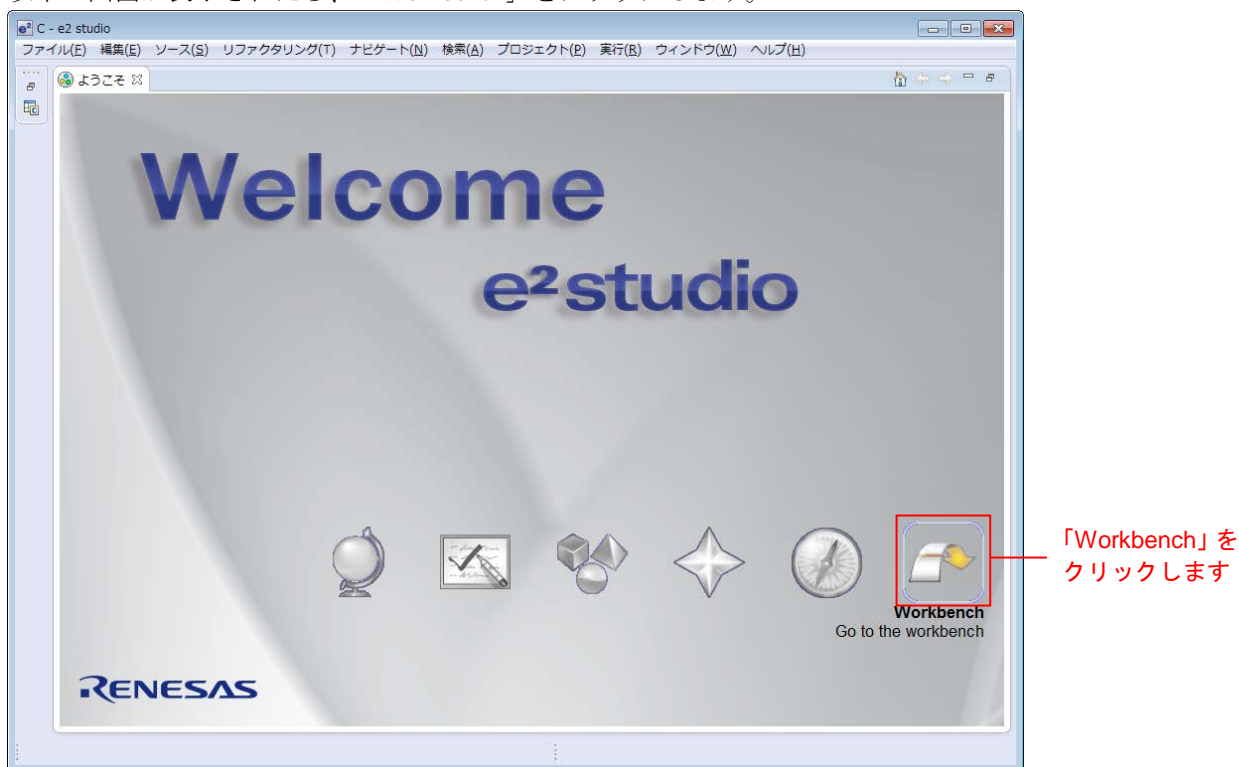 e² C - e2 studio
ファイル(F) 編集(E) ソース(S) リファクタリング(T) ナビゲート(N) 検索(A) プロジェクト(P) 実行(R) ウィンドウ(W) ヘルプ(H)
ようこそ
Welcome
e² studio
「Workbench」を
クリックします
Workbench
Go to the workbench
RENESAS